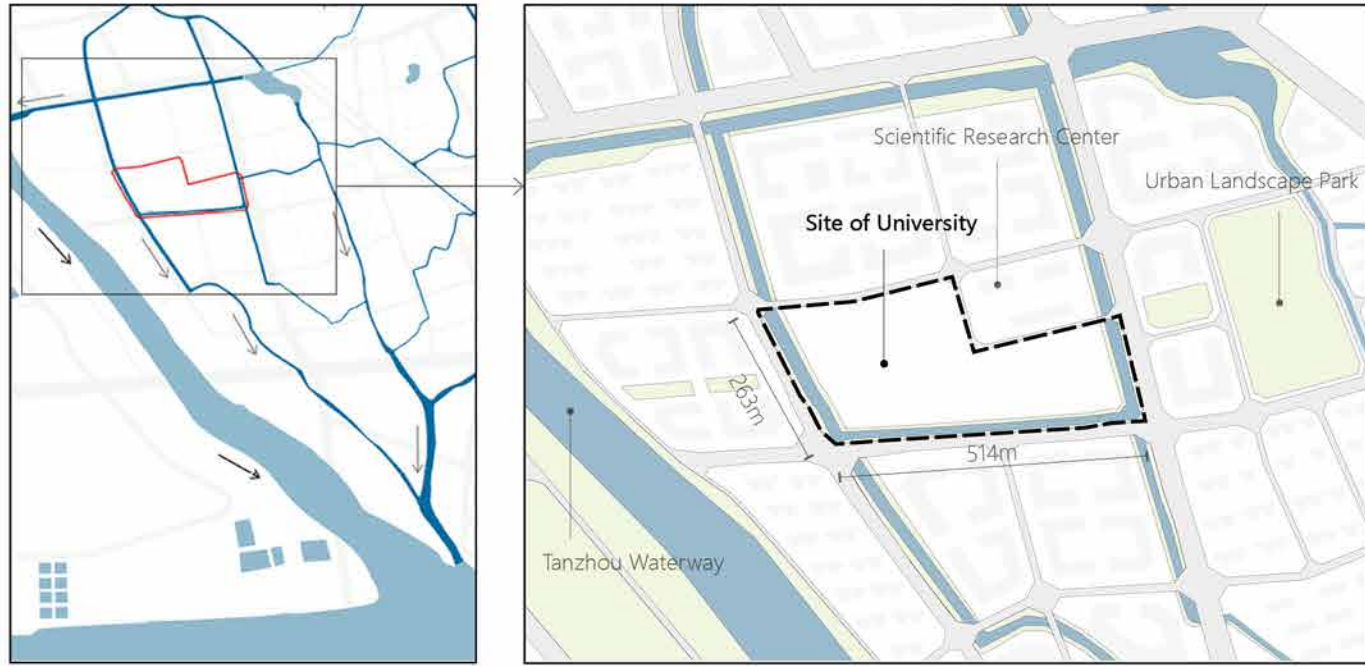 Scientific Research Center
Urban Landscape Park
Site of University
263m
514m
Tanzhou Waterway